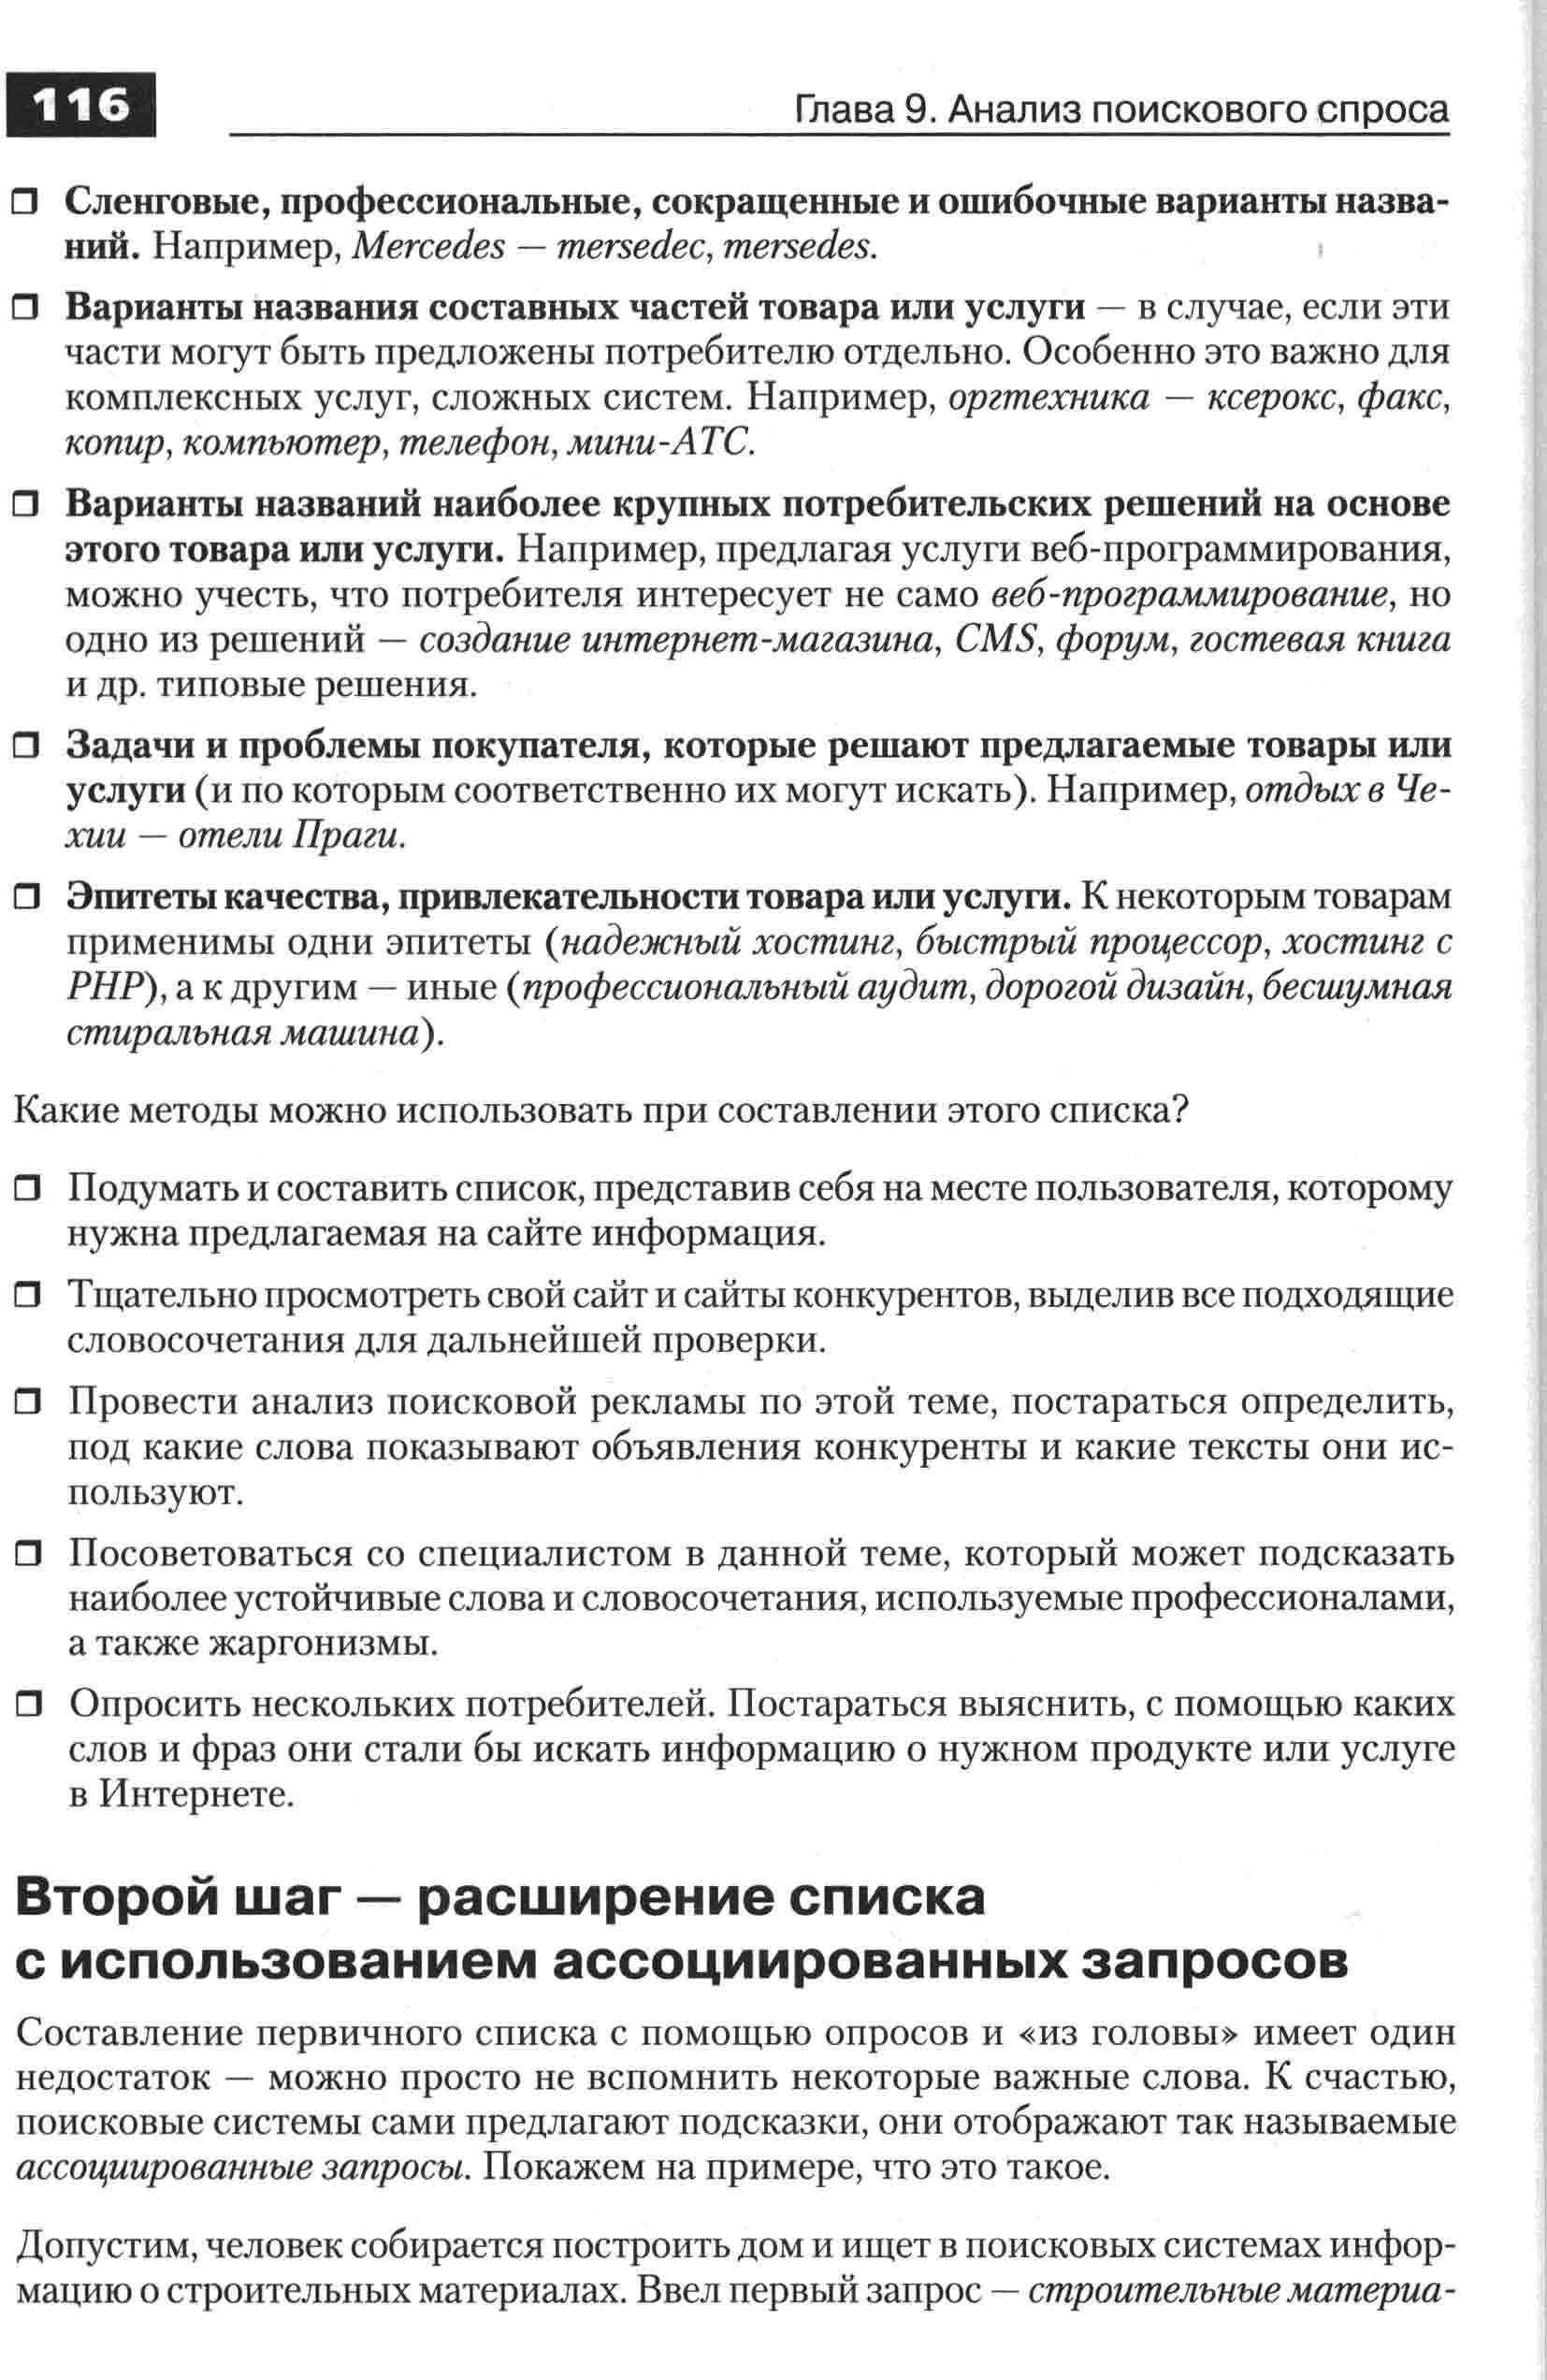 116
Глава 9. Анализ поискового спроса
❒ Сленговые, профессиональные, сокращенные и ошибочные варианты назва-
ний. Например, Mercedes — mersedec, mersedes.
❒ Варианты названия составных частей товара или услуги — в случае, если эти
части могут быть предложены потребителю отдельно. Особенно это важно для
комплексных услуг, сложных систем. Например, оргтехника — ксерокс, факс,
копир, компьютер, телефон, мини-АТС.
❒ Варианты названий наиболее крупных потребительских решений на основе
этого товара или услуги. Например, предлагая услуги веб-программирования,
можно учесть, что потребителя интересует не само веб-программирование, но
одно из решений — создание интернет-магазина, CMS, форум, гостевая книга
и др. типовые решения.
❒ Задачи и проблемы покупателя, которые решают предлагаемые товары или
услуги (и по которым соответственно их могут искать). Например, отдых в Че-
хии — отели Праги.
❒ Эпитеты качества, привлекательности товара или услуги. К некоторым товарам
применимы одни эпитеты (надежный хостинг, быстрый процессор, хостинг с
PHP), а к другим — иные (профессиональный аудит, дорогой дизайн, бесшумная
стиральная машина).
Какие методы можно использовать при составлении этого списка?
❒ Подумать и составить список, представив себя на месте пользователя, которому
нужна предлагаемая на сайте информация.
❒ Тщательно просмотреть свой сайт и сайты конкурентов, выделив все подходящие
словосочетания для дальнейшей проверки.
❒ Провести анализ поисковой рекламы по этой теме, постараться определить,
под какие слова показывают объявления конкуренты и какие тексты они ис-
пользуют.
❒ Посоветоваться со специалистом в данной теме, который может подсказать
наиболее устойчивые слова и словосочетания, используемые профессионалами,
а также жаргонизмы.
❒ Опросить нескольких потребителей. Постараться выяснить, с помощью каких
слов и фраз они стали бы искать информацию о нужном продукте или услуге
в Интернете.
Второй шаг — расширение списка
с использованием ассоциированных запросов
Составление первичного списка с помощью опросов и «из головы» имеет один
недостаток — можно просто не вспомнить некоторые важные слова. К счастью,
поисковые системы сами предлагают подсказки, они отображают так называемые
ассоциированные запросы. Покажем на примере, что это такое.
Допустим, человек собирается построить дом и ищет в поисковых системах инфор-
мацию о строительных материалах. Ввел первый запрос — строительные материа-